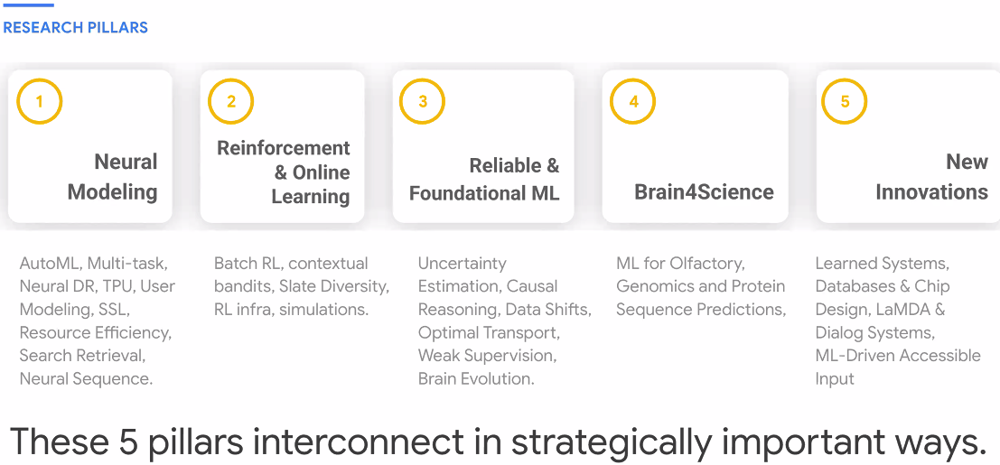 RESEARCH PILLARS
1
Neural
Modeling
AutoML, Multi-task,
Neural DR, TPU, User
Modeling, SSL,
Resource Efficiency,
Search Retrieval,
Neural Sequence.
2
Reinforcement
& Online
Learning
Batch RL, contextual
bandits, Slate Diversity,
RL infra, simulations.
3
Reliable &
Foundational ML
Uncertainty
Estimation, Causal
Reasoning, Data Shifts,
Optimal Transport,
Weak Supervision,
Brain Evolution.
4
Brain4Science
ML for Olfactory,
Genomics and Protein
Sequence Predictions,
5
New
Innovations
Learned Systems,
Databases & Chip
Design, LaMDA &
Dialog Systems,
ML-Driven Accessible
Input
These 5 pillars interconnect in strategically important ways.